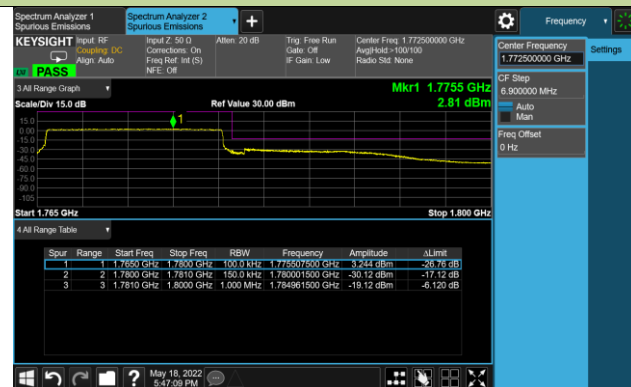 Spectrum Analyzer 1
Spurious Emissions
Spectrum Analyzer 2
Spurious Emissions
Frequency
KEYSIGHT
Input: RF
Coupling: DC
Align: Auto
Input Z: 50 Ω
Corrections: On
Freq Ref: Int (S)
NFE: Off
Atten: 20 dB
Trig: Free Run
Gate: Off
IF Gain: Low
Center Freq: 1.772500000 GHz
Avg|Hold:>100/100
Radio Std: None
PASS
3 All Range Graph
Mkr1 1.7755 GHz
Scale/Div 15.0 dB
Ref Value 30.00 dBm
2.81 dBm
1
15.0
0.00
-15.0
-30.0
-45.0
-60.0
-75.0
-90.0
-105
Start 1.765 GHz
Stop 1.800 GHz
4 All Range Table
Spur Range Start Freq Stop Freq RBW Frequency Amplitude ΔLimit
1 1 1.7650 GHz 1.7800 GHz 100.0 kHz 1.775507500 GHz 3.244 dBm -26.76 dB
2 2 1.7800 GHz 1.7810 GHz 150.0 kHz 1.780001500 GHz -30.12 dBm -17.12 dB
3 3 1.7810 GHz 1.8000 GHz 1.000 MHz 1.784961500 GHz -19.12 dBm -6.120 dB
Center Frequency
1.772500000 GHz
Settings
CF Step
6.900000 MHz
Auto
Man
Freq Offset
0 Hz
May 18, 2022
5:47:09 PM